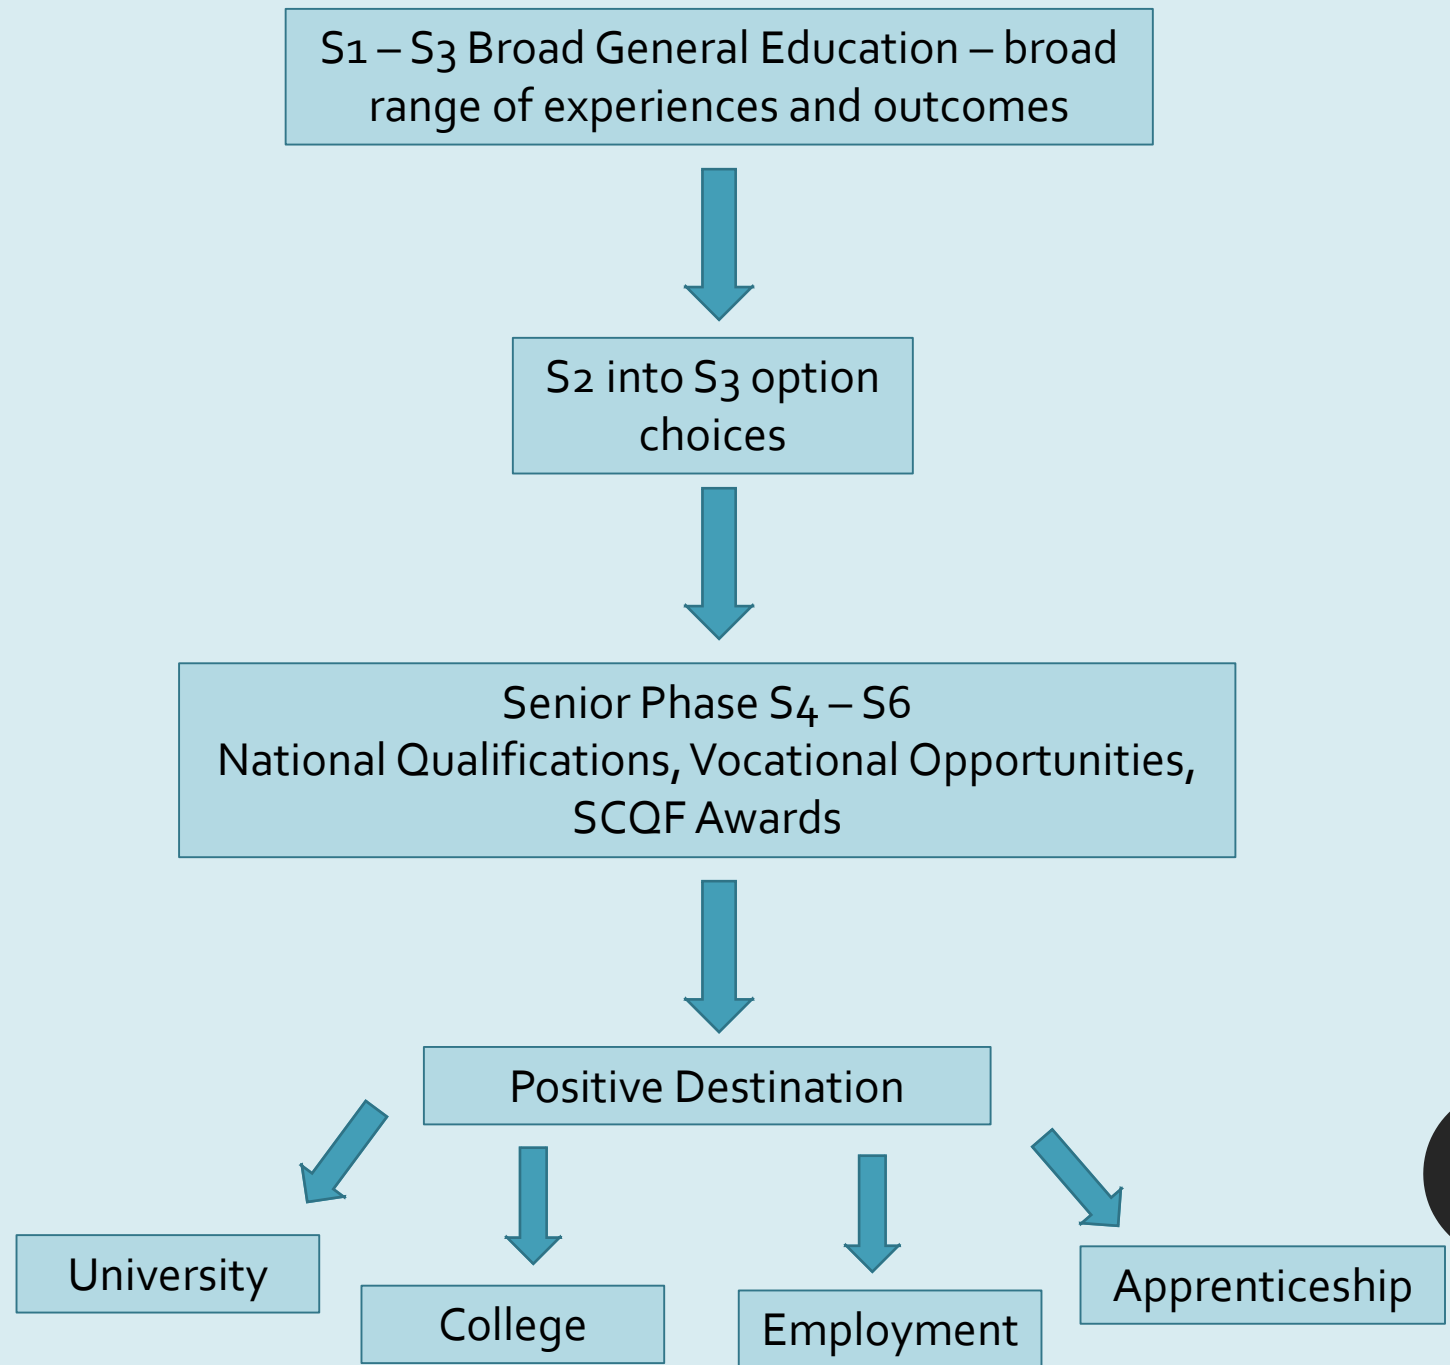 S1 – S3 Broad General Education – broad
range of experiences and outcomes
S2 into S3 option
choices
Senior Phase S4 – S6
National Qualifications, Vocational Opportunities,
SCQF Awards
Positive Destination
University
College
Employment
Apprenticeship